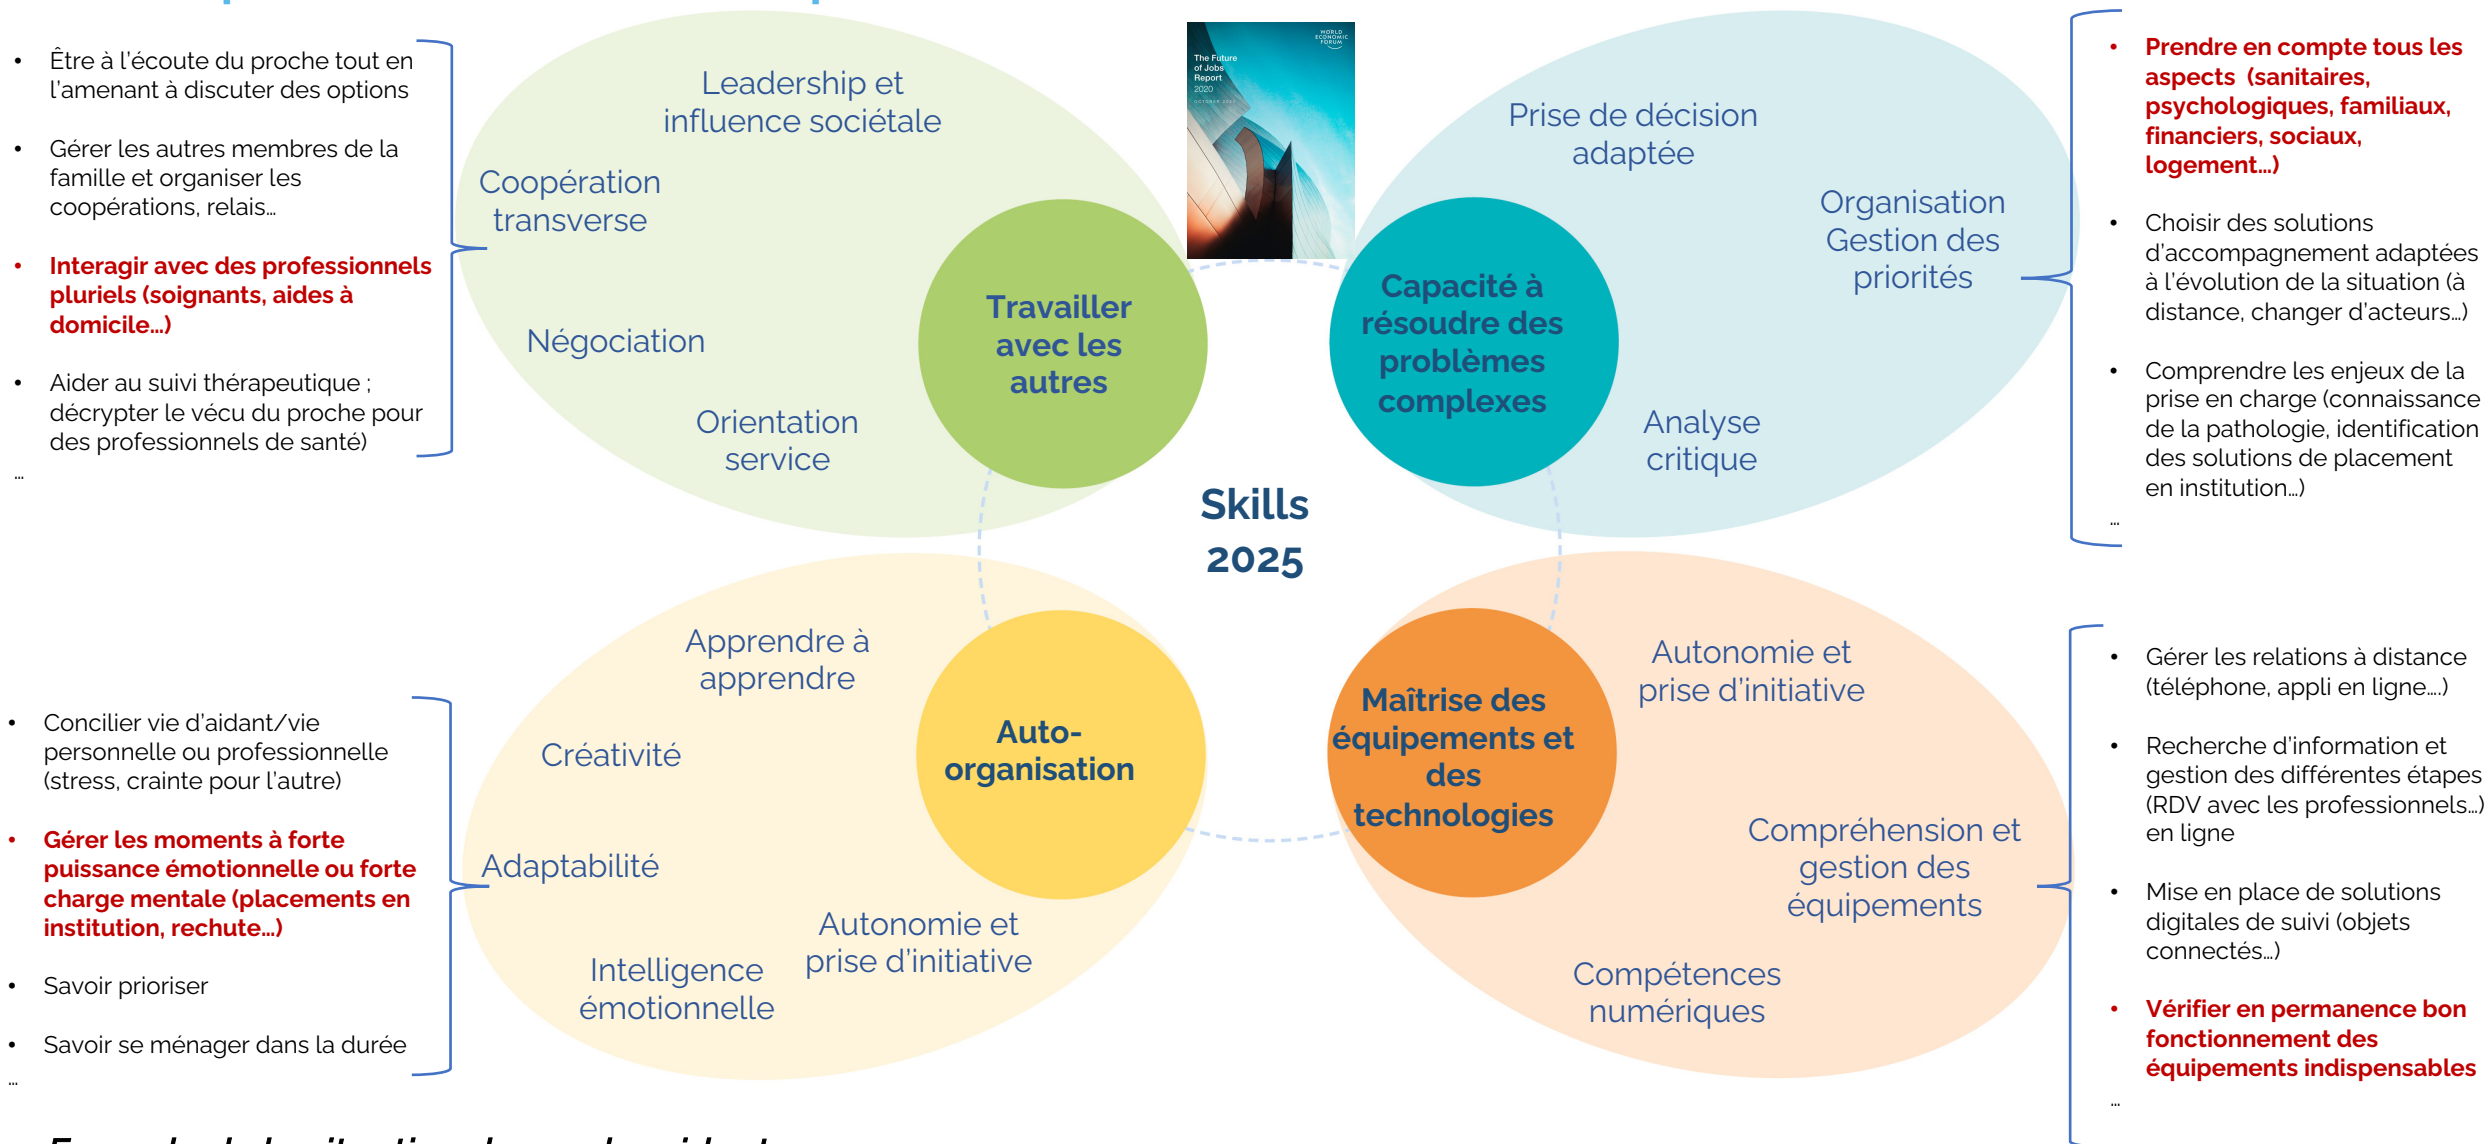 • Être à l'écoute du proche tout en
l'amenant à discuter des options
• Gérer les autres membres de la
famille et organiser les
coopérations, relais…
• Interagir avec des professionnels
pluriels (soignants, aides à
domicile…)
• Aider au suivi thérapeutique ;
décrypter le vécu du proche pour
des professionnels de santé)
…
Leadership et
influence sociétale
Coopération
transverse
Négociation
Orientation
service
Travailler
avec les
autres
WORLD
ECONOMIC
FORUM
The Future
of Jobs
Report
2020
OCTOBER 2020
Prise de décision
adaptée
Organisation
Gestion des
priorités
Analyse
critique
Capacité à
résoudre des
problèmes
complexes
• Prendre en compte tous les
aspects (sanitaires,
psychologiques, familiaux,
financiers, sociaux,
logement…)
• Choisir des solutions
d'accompagnement adaptées
à l'évolution de la situation (à
distance, changer d'acteurs…)
• Comprendre les enjeux de la
prise en charge (connaissance
de la pathologie, identification
des solutions de placement
en institution…)
…
Skills
2025
• Concilier vie d'aidant/vie
personnelle ou professionnelle
(stress, crainte pour l'autre)
• Gérer les moments à forte
puissance émotionnelle ou forte
charge mentale (placements en
institution, rechute…)
• Savoir prioriser
• Savoir se ménager dans la durée
…
Apprendre à
apprendre
Créativité
Adaptabilité
Autonomie et
prise d'initiative
Intelligence
émotionnelle
Auto-
organisation
Maîtrise des
équipements et
des
technologies
Autonomie et
prise d'initiative
Compréhension et
gestion des
équipements
Compétences
numériques
• Gérer les relations à distance
(téléphone, appli en ligne….)
• Recherche d'information et
gestion des différentes étapes
(RDV avec les professionnels…)
en ligne
• Mise en place de solutions
digitales de suivi (objets
connectés…)
• Vérifier en permanence bon
fonctionnement des
équipements indispensables
…